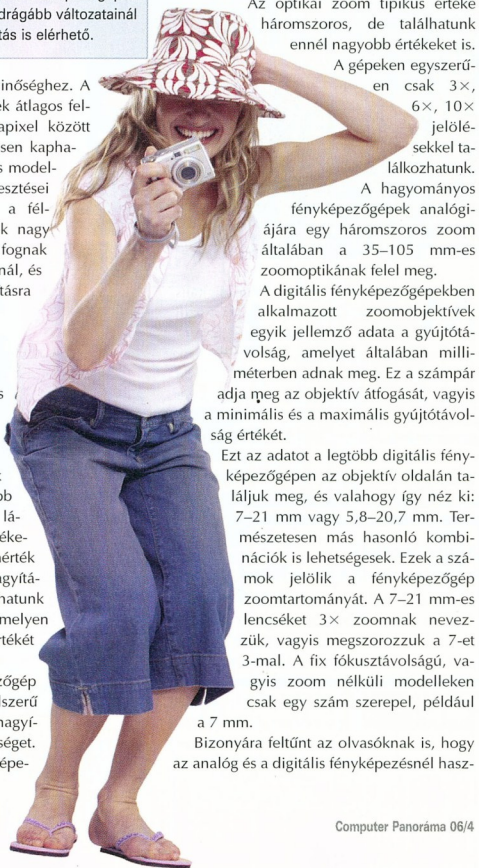 drágább változatainál
tás is elérhető.
inőséghez. A
ek átlagos fel-
apixel között
sen kapha-
s model-
esztései
a fél-
k nagy
fognak
nál, és
tásra
s
k
bb
lá-
éke-
érték
agyítá-
hatunk
melyen
rtékét
zőgép
lszerű
nagyí-
séget.
épe-
Az optikai zoom tipikus értéke
háromszoros, de találhatunk
ennél nagyobb értékeket is.
A gépeken egyszerű-
en csak 3×,
6×, 10×
jelölé-
sekkel ta-
lálkozhatunk.
A hagyományos
fényképezőgépek analógi-
ájára egy háromszoros zoom
általában a 35–105 mm-es
zoomoptikának felel meg.
A digitális fényképezőgépekben
alkalmazott zoomobjektívek
egyik jellemző adata a gyújtótá-
volság, amelyet általában milli-
méterben adnak meg. Ez a számpár
adja meg az objektív átfogását, vagyis
a minimális és a maximális gyújtótávol-
ság értékét.
Ezt az adatot a legtöbb digitális fény-
képezőgépen az objektív oldalán ta-
láljuk meg, és valahogy így néz ki:
7–21 mm vagy 5,8–20,7 mm. Ter-
mészetesen más hasonló kombi-
nációk is lehetségesek. Ezek a szá-
mok jelölik a fényképezőgép
zoomtartományát. A 7–21 mm-es
lencséket 3× zoomnak nevez-
zük, vagyis megszorozzuk a 7-et
3-mal. A fix fókusztávolságú, va-
gyis zoom nélküli modelleken
csak egy szám szerepel, például
a 7 mm.
Bizonyára feltűnt az olvasóknak is, hogy
az analóg és a digitális fényképezésnél hasz-
Computer Panoráma 06/4